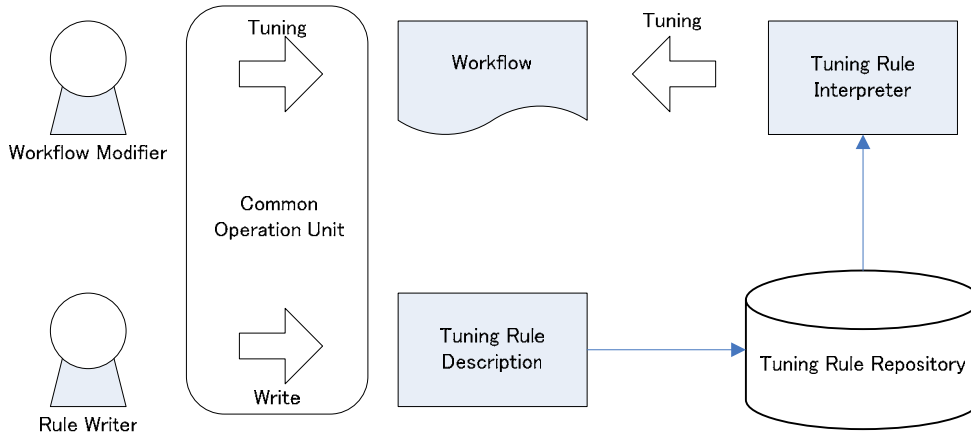 Tuning
Workflow
Tuning
Tuning Rule
Interpreter
Workflow Modifier
Common
Operation Unit
Tuning Rule
Description
Tuning Rule Repository
Write
Rule Writer